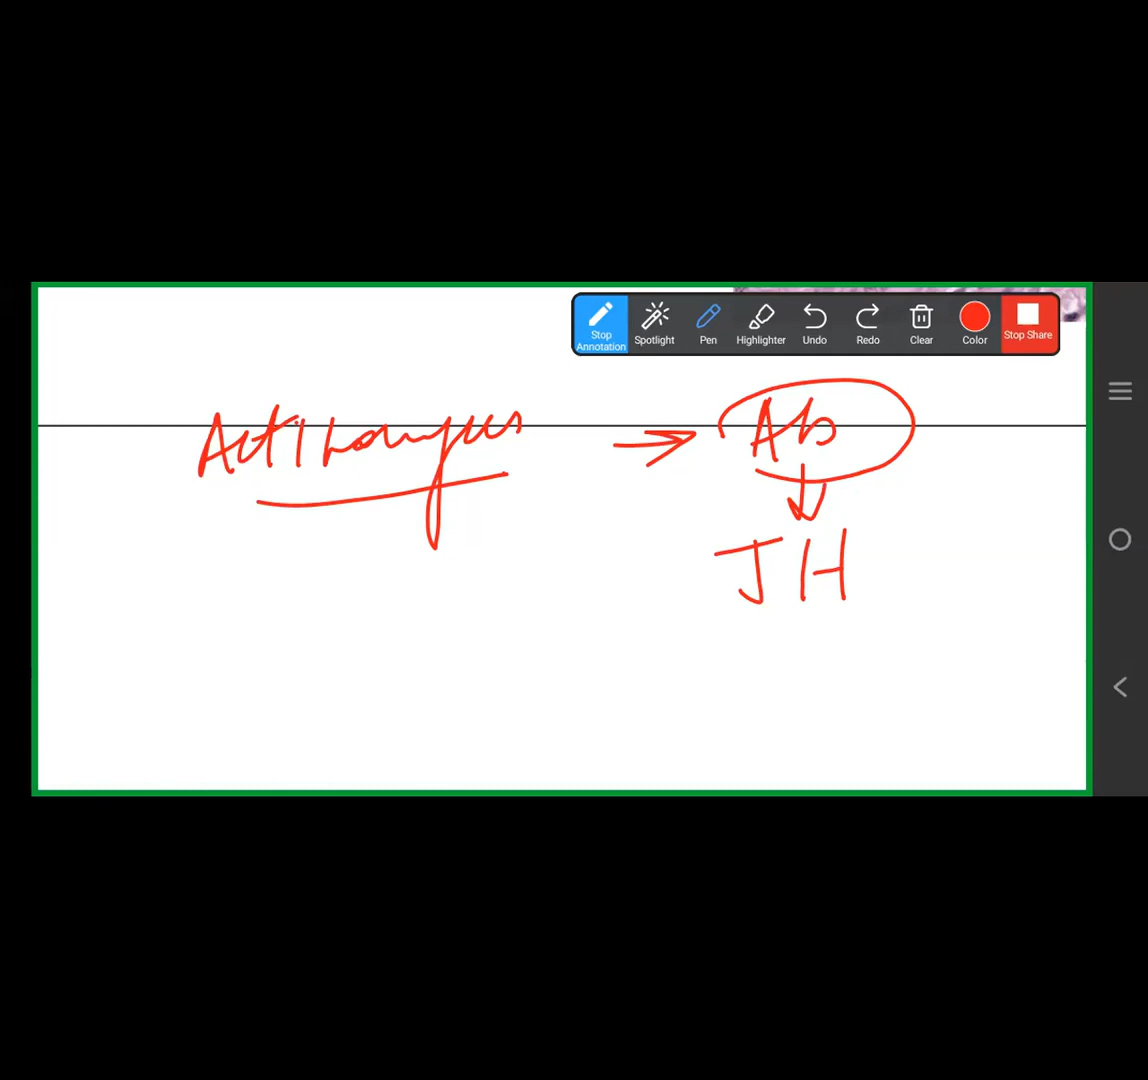 Stop Annotation Spotlight Pen Highlighter Undo Redo Clear Color Stop Share
→ Ab
JH